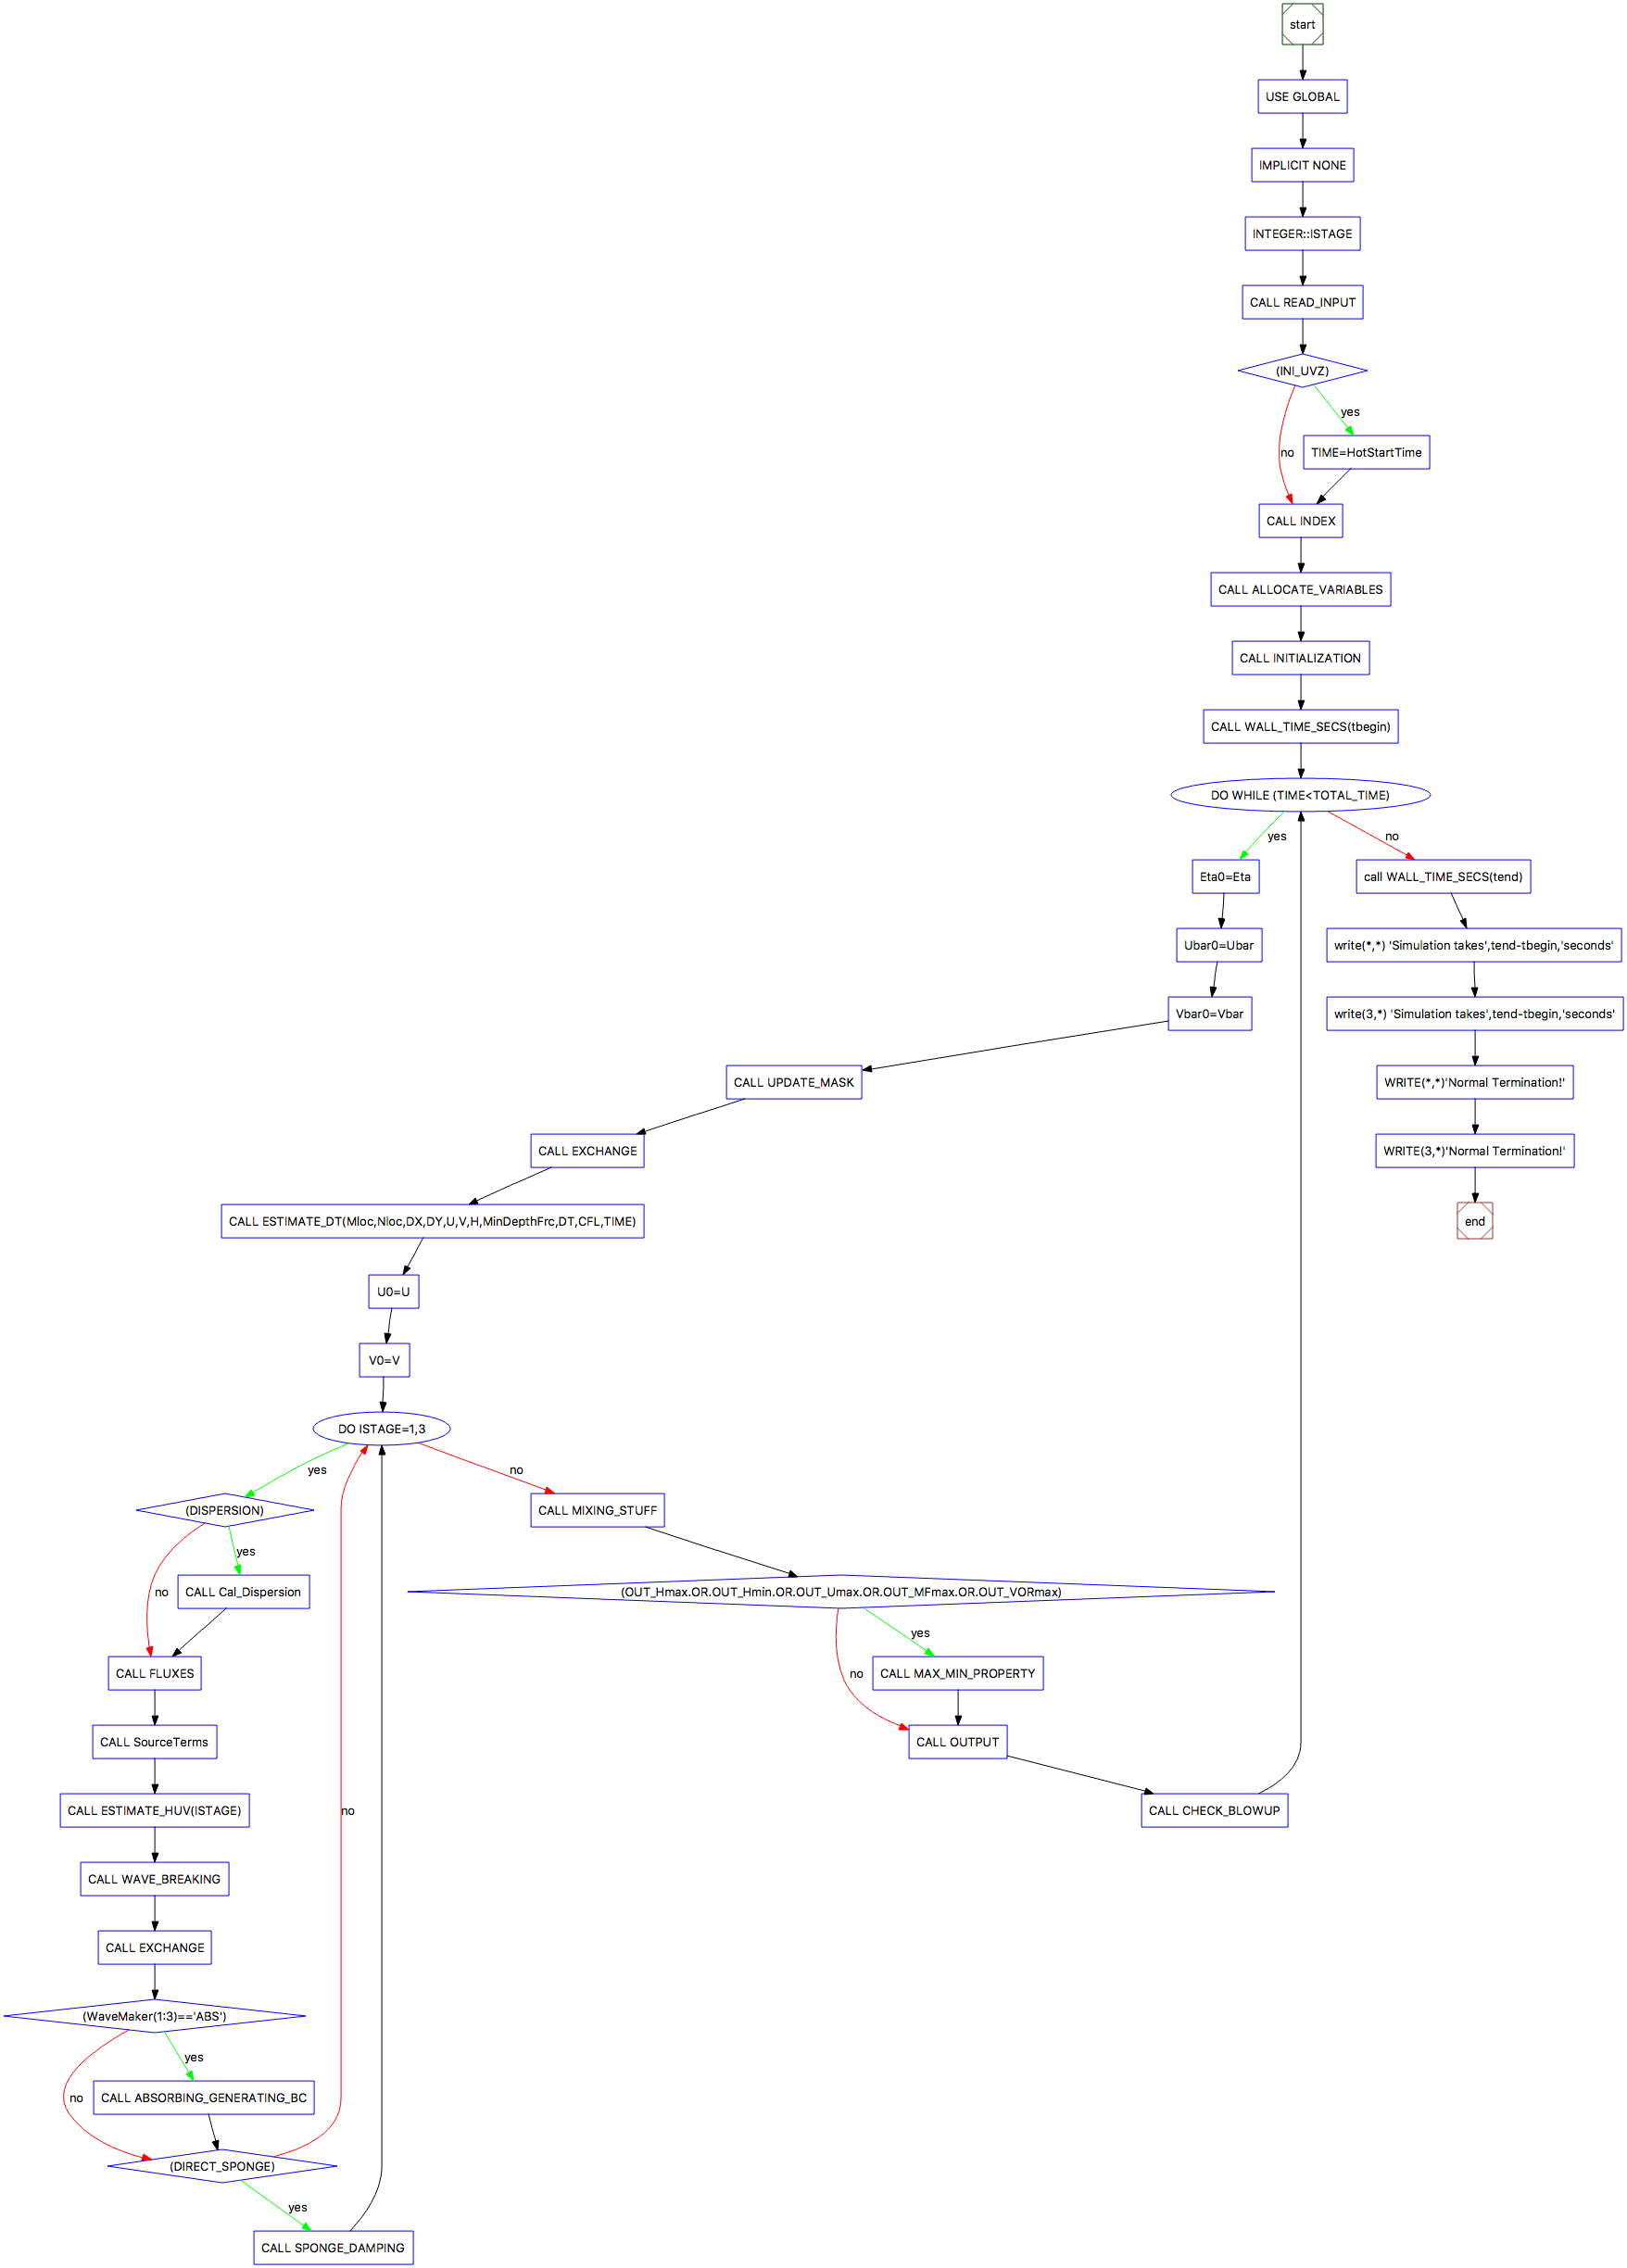 start
USE GLOBAL
IMPLICIT NONE
INTEGER::ISTAGE
CALL READ_INPUT
(INI_UVZ)
yes
no
TIME=HotStartTime
CALL INDEX
CALL ALLOCATE_VARIABLES
CALL INITIALIZATION
CALL WALL_TIME_SECS(tbegin)
DO WHILE (TIME<TOTAL_TIME)
yes
no
Eta0=Eta
call WALL_TIME_SECS(tend)
Ubar0=Ubar
write(*,*) 'Simulation takes',tend-tbegin,'seconds'
Vbar0=Vbar
write(3,*) 'Simulation takes',tend-tbegin,'seconds'
CALL UPDATE_MASK
WRITE(*,*)'Normal Termination!'
CALL EXCHANGE
WRITE(3,*)'Normal Termination!'
CALL ESTIMATE_DT(Mloc,Nloc,DX,DY,U,V,H,MinDepthFrc,DT,CFL,TIME)
end
U0=U
V0=V
DO ISTAGE=1,3
yes
no
(DISPERSION)
CALL MIXING_STUFF
yes
no
CALL Cal_Dispersion
(OUT_Hmax.OR.OUT_Hmin.OR.OUT_Umax.OR.OUT_MFmax.OR.OUT_VORmax)
yes
no
CALL FLUXES
CALL MAX_MIN_PROPERTY
CALL SourceTerms
CALL OUTPUT
CALL ESTIMATE_HUV(ISTAGE)
no
CALL CHECK_BLOWUP
CALL WAVE_BREAKING
CALL EXCHANGE
(WaveMaker(1:3)=='ABS')
yes
no
CALL ABSORBING_GENERATING_BC
(DIRECT_SPONGE)
yes
CALL SPONGE_DAMPING